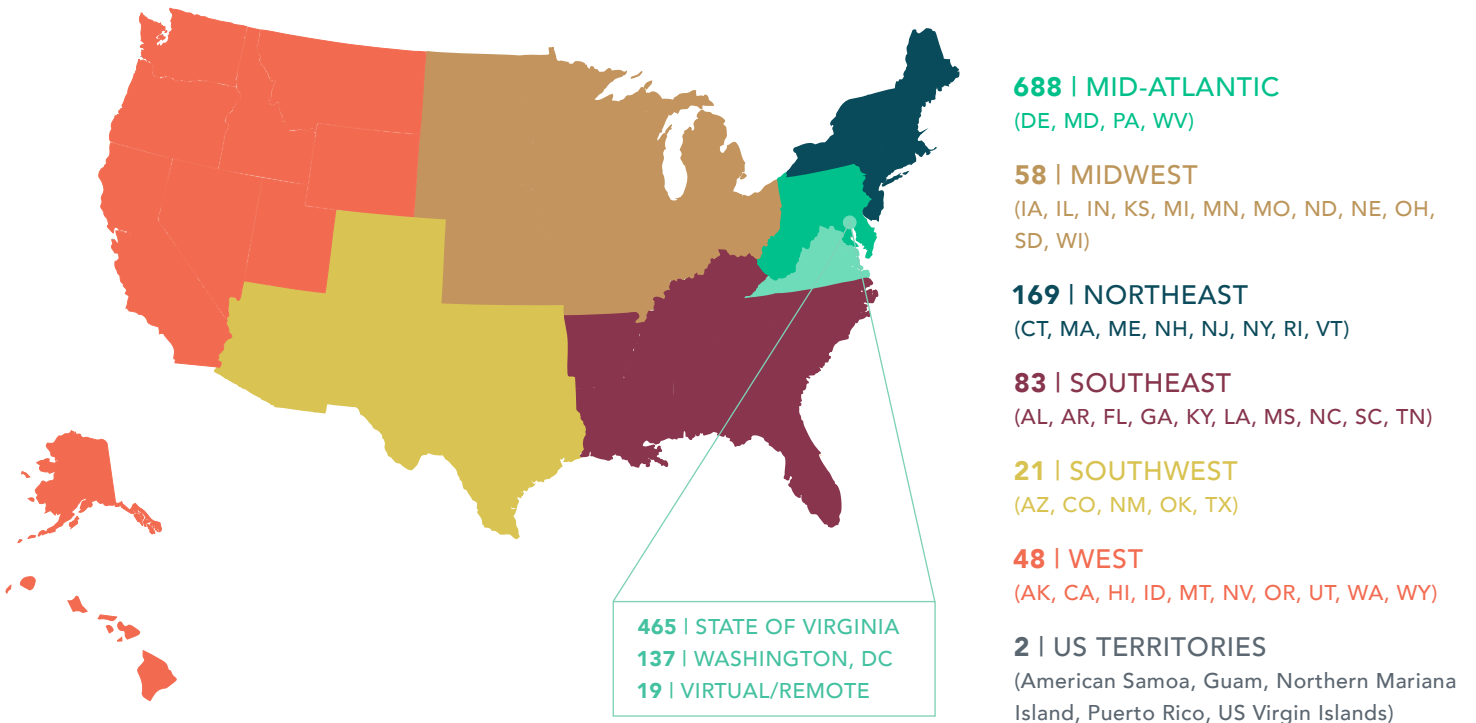 688 | MID-ATLANTIC
(DE, MD, PA, WV)
58 | MIDWEST
(IA, IL, IN, KS, MI, MN, MO, ND, NE, OH,
SD, WI)
169 | NORTHEAST
(CT, MA, ME, NH, NJ, NY, RI, VT)
83 | SOUTHEAST
(AL, AR, FL, GA, KY, LA, MS, NC, SC, TN)
21 | SOUTHWEST
(AZ, CO, NM, OK, TX)
48 | WEST
(AK, CA, HI, ID, MT, NV, OR, UT, WA, WY)
2 | US TERRITORIES
(American Samoa, Guam, Northern Mariana
Island, Puerto Rico, US Virgin Islands)
465 | STATE OF VIRGINIA
137 | WASHINGTON, DC
19 | VIRTUAL/REMOTE